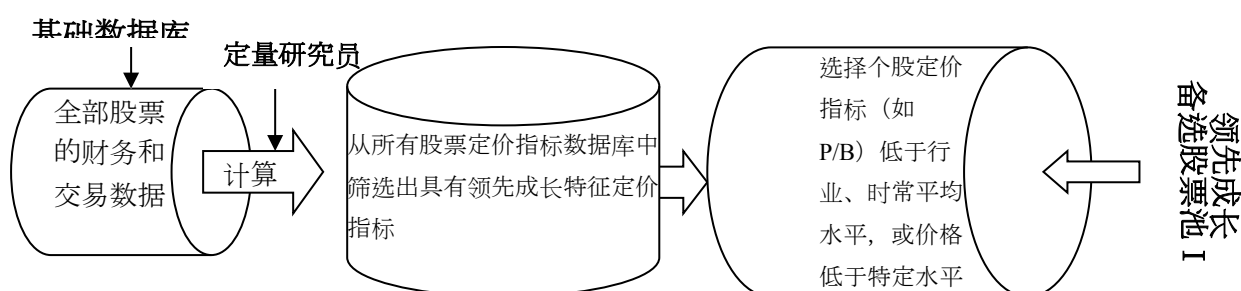 基础数据库
定量研究员
全部股票
的财务和
交易数据
计算
从所有股票定价指标数据库中
筛选出具有领先成长特征定价
指标
选择个股定价
指标（如
P/B）低于行
业、时常平均
水平，或价格
低于特定水平
领先成长
备选股票池 I